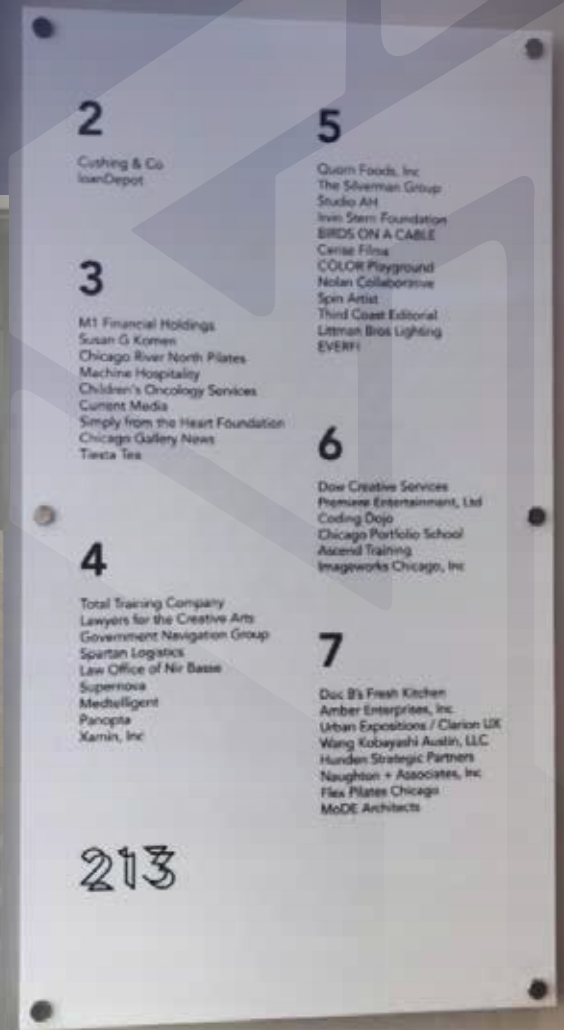 2
Cushing & Co
loanDepot
3
M1 Financial Holdings
Susan G Komen
Chicago River North Pilates
Machine Hospitality
Children's Oncology Services
Current Media
Simply from the Heart Foundation
Chicago Gallery News
Tiesta Tea
4
Total Training Company
Lawyers for the Creative Arts
Government Navigation Group
Spartan Logistics
Law Office of Nir Basse
Supernova
Medtelligent
Panopta
Xamin, Inc
213
5
Quorn Foods, Inc
The Silverman Group
Studio AH
Irvin Stern Foundation
BIRDS ON A CABLE
Cerise Films
COLOR Playground
Nolan Collaborative
Spin Artist
Third Coast Editorial
Littman Bros Lighting
EVERFI
6
Dow Creative Services
Premiere Entertainment, Ltd
Coding Dojo
Chicago Portfolio School
Ascend Training
Imageworks Chicago, Inc
7
Doc B's Fresh Kitchen
Amber Enterprises, Inc
Urban Expositions / Clarion UX
Wang Kobayashi Austin, LLC
Hunden Strategic Partners
Naughton + Associates, Inc
Flex Pilates Chicago
MoDE Architects